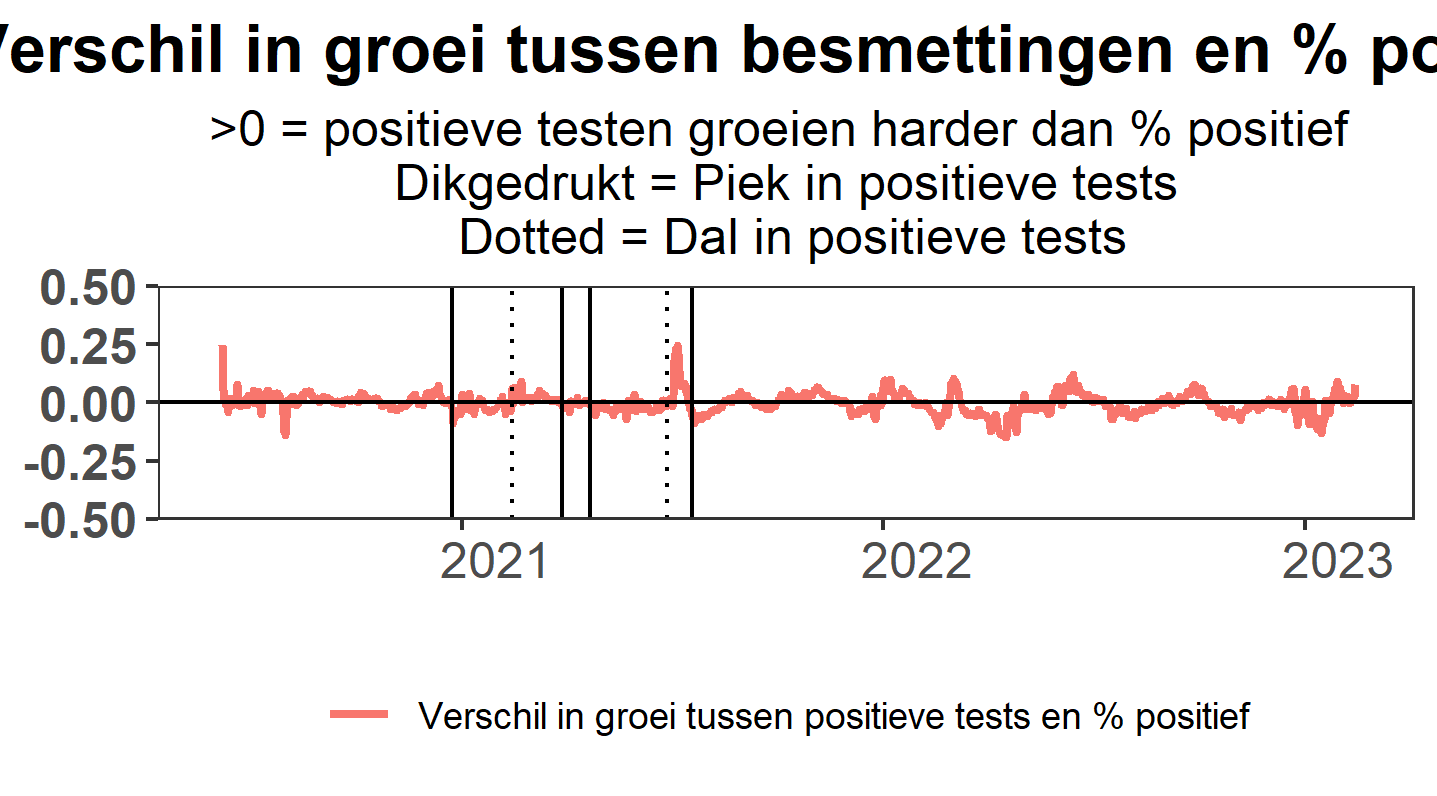 Verschil in groei tussen besmettingen en % po
>0 = positieve testen groeien harder dan % positief
Dikgedrukt = Piek in positieve tests
Dotted = Dal in positieve tests
0.50
0.25
0.00
-0.25
-0.50
2021
2022
2023
Verschil in groei tussen positieve tests en % positief